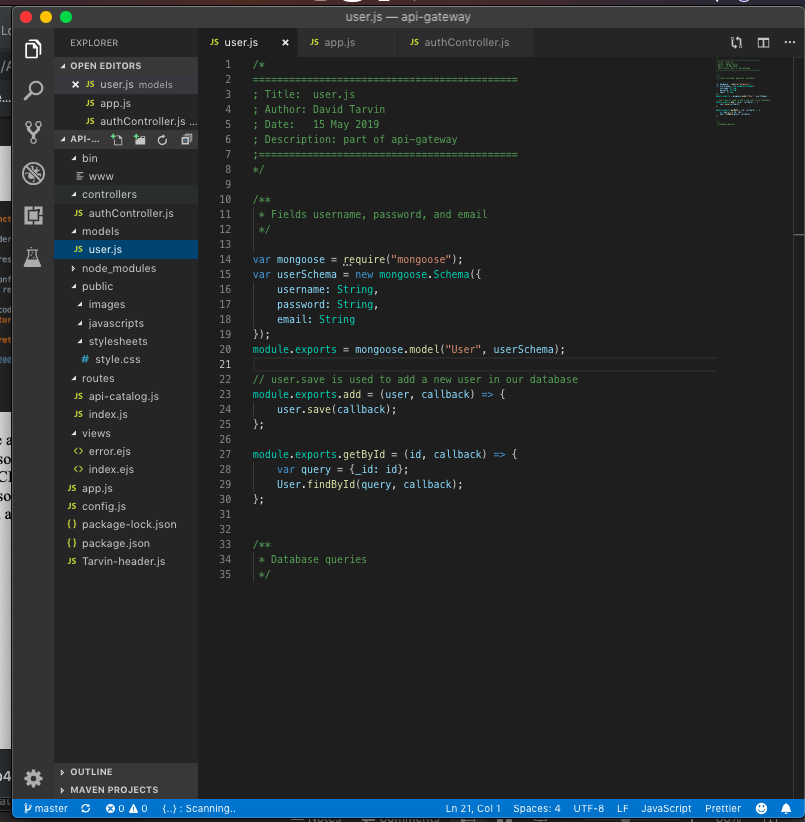 user.js — api-gateway
EXPLORER
OPEN EDITORS
JS user.js models
JS app.js
JS authController.js ...
API-...
bin
www
controllers
JS authController.js
models
JS user.js
node_modules
public
images
javascripts
stylesheets
# style.css
routes
JS api-catalog.js
JS index.js
views
<> error.ejs
<> index.ejs
JS app.js
JS config.js
{} package-lock.json
{} package.json
JS Tarvin-header.js
OUTLINE
MAVEN PROJECTS
JS user.js × JS app.js JS authController.js ...
1 /*
2 ============================================
3 ; Title:  user.js
4 ; Author: David Tarvin
5 ; Date:   15 May 2019
6 ; Description: part of api-gateway
7 ;===========================================
8 */
9
10 /**
11  * Fields username, password, and email
12  */
13
14 var mongoose = require("mongoose");
15 var userSchema = new mongoose.Schema({
16     username: String,
17     password: String,
18     email: String
19 });
20 module.exports = mongoose.model("User", userSchema);
21
22 // user.save is used to add a new user in our database
23 module.exports.add = (user, callback) => {
24     user.save(callback);
25 };
26
27 module.exports.getById = (id, callback) => {
28     var query = {_id: id};
29     User.findById(query, callback);
30 };
31
32
33 /**
34  * Database queries
35  */
master 0 0 {..} : Scanning.. Ln 21, Col 1 Spaces: 4 UTF-8 LF JavaScript Prettier